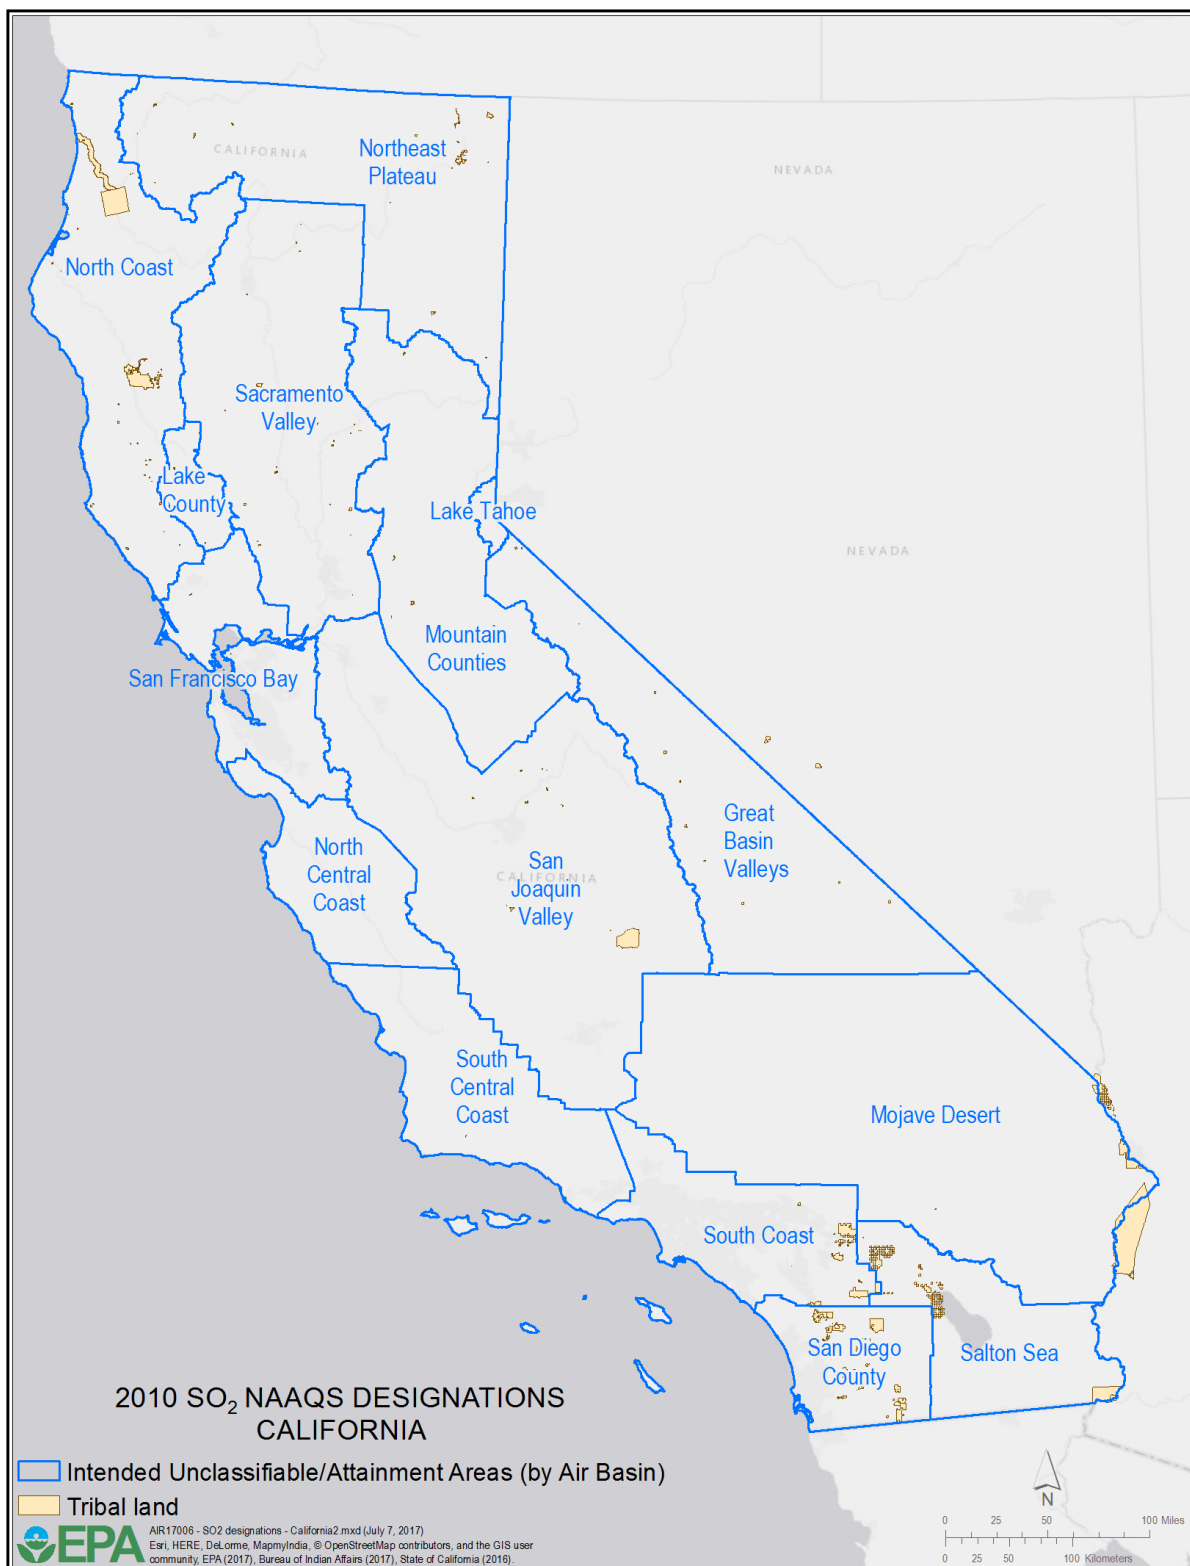 CALIFORNIA
Northeast
Plateau
NEVADA
North Coast
Sacramento
Valley
Lake
County
Lake Tahoe
NEVADA
Mountain
Counties
San Francisco Bay
Great
Basin
Valleys
North
Central
Coast
San
CALIFORNIA
Joaquin
Valley
South
Central
Coast
Mojave Desert
South Coast
San Diego
County
Salton Sea
2010 SO₂ NAAQS DESIGNATIONS
CALIFORNIA
Intended Unclassifiable/Attainment Areas (by Air Basin)
Tribal land
EPA
AIR17006 - SO2 designations - California2.mxd (July 7, 2017)
Esri, HERE, DeLorme, MapmyIndia, © OpenStreetMap contributors, and the GIS user
community, EPA (2017), Bureau of Indian Affairs (2017), State of California (2016).
N
0 25 50 100 Miles
0 25 50 100 Kilometers